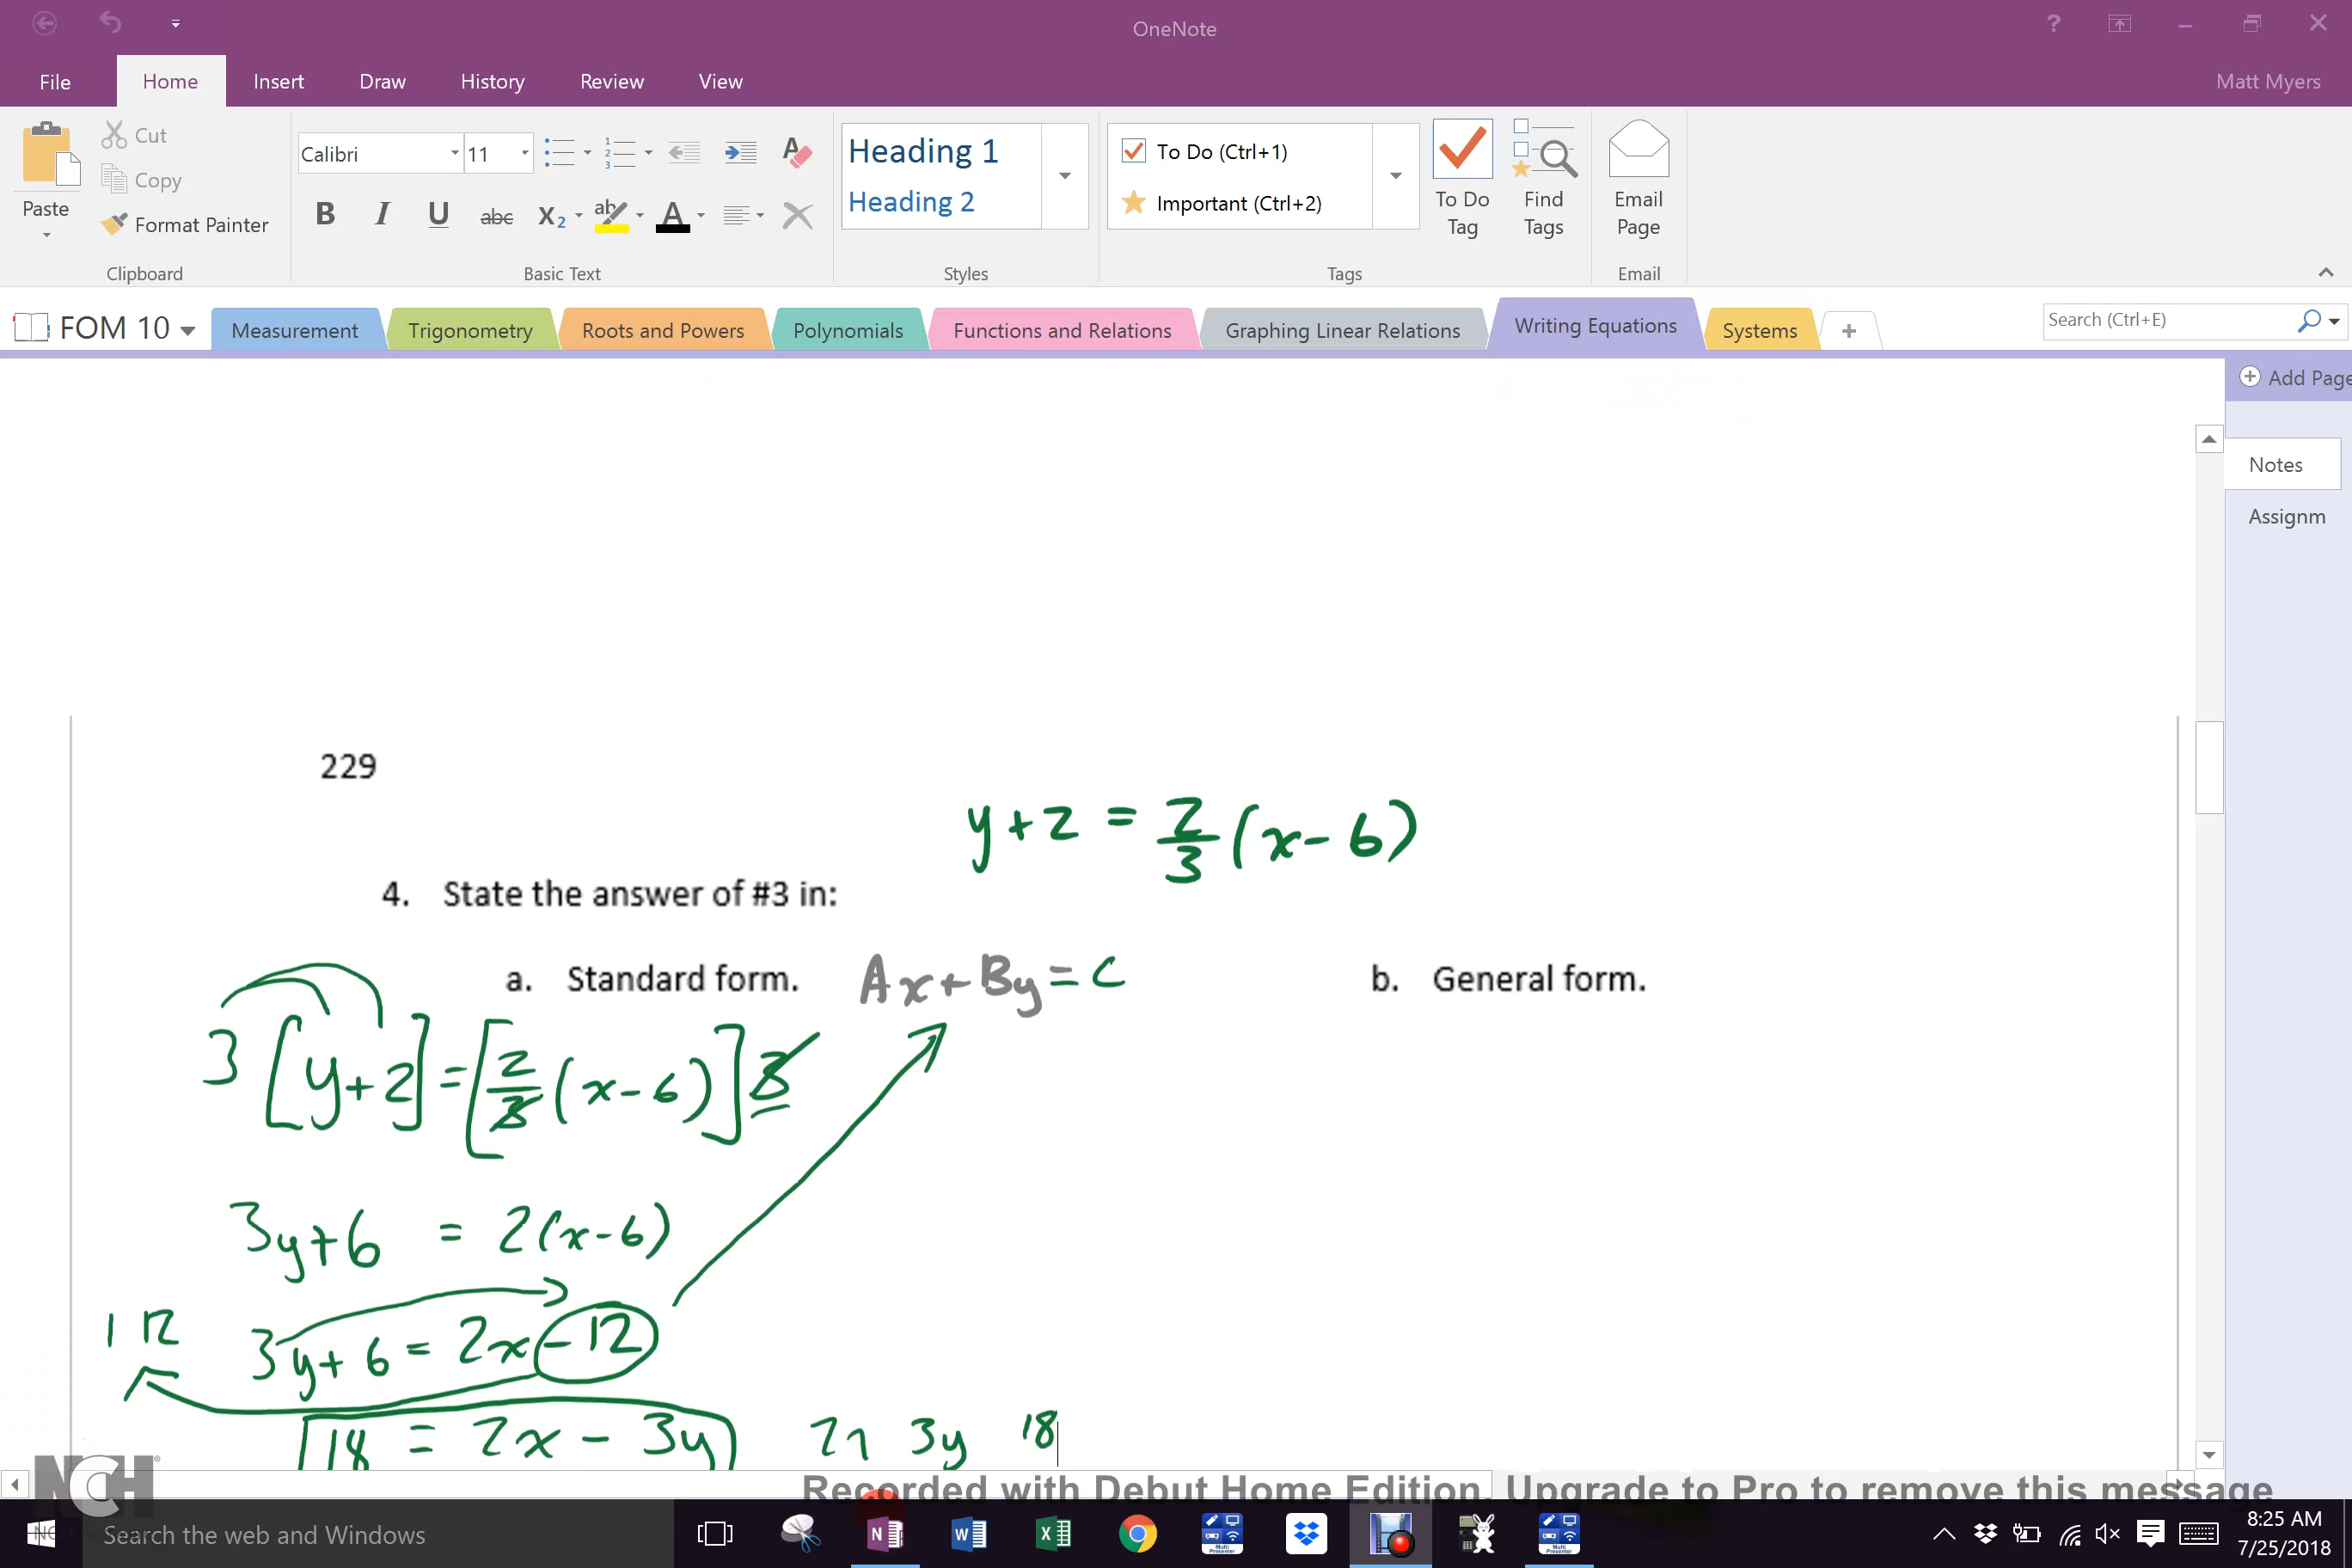 OneNote
File Home Insert Draw History Review View Matt Myers
Paste Cut Copy Format Painter Clipboard
Calibri 11 B I U abc X2 ab A Basic Text
Heading 1 Heading 2 Styles
To Do (Ctrl+1) Important (Ctrl+2) To Do Tag Find Tags Tags
Email Page Email
FOM 10 Measurement Trigonometry Roots and Powers Polynomials Functions and Relations Graphing Linear Relations Writing Equations Systems + Search (Ctrl+E)
Add Page
Notes
Assignm
229
y+2 = 2/3 (x-6)
4. State the answer of #3 in:
a. Standard form. Ax+By=C b. General form.
3[y+2]=[2/3(x-6)]3
3y+6 = 2(x-6)
3y+6=2x-12
18 = 2x - 3y 3y 18
NCH
Recorded with Debut Home Edition. Upgrade to Pro to remove this message
Search the web and Windows
8:25 AM
7/25/2018